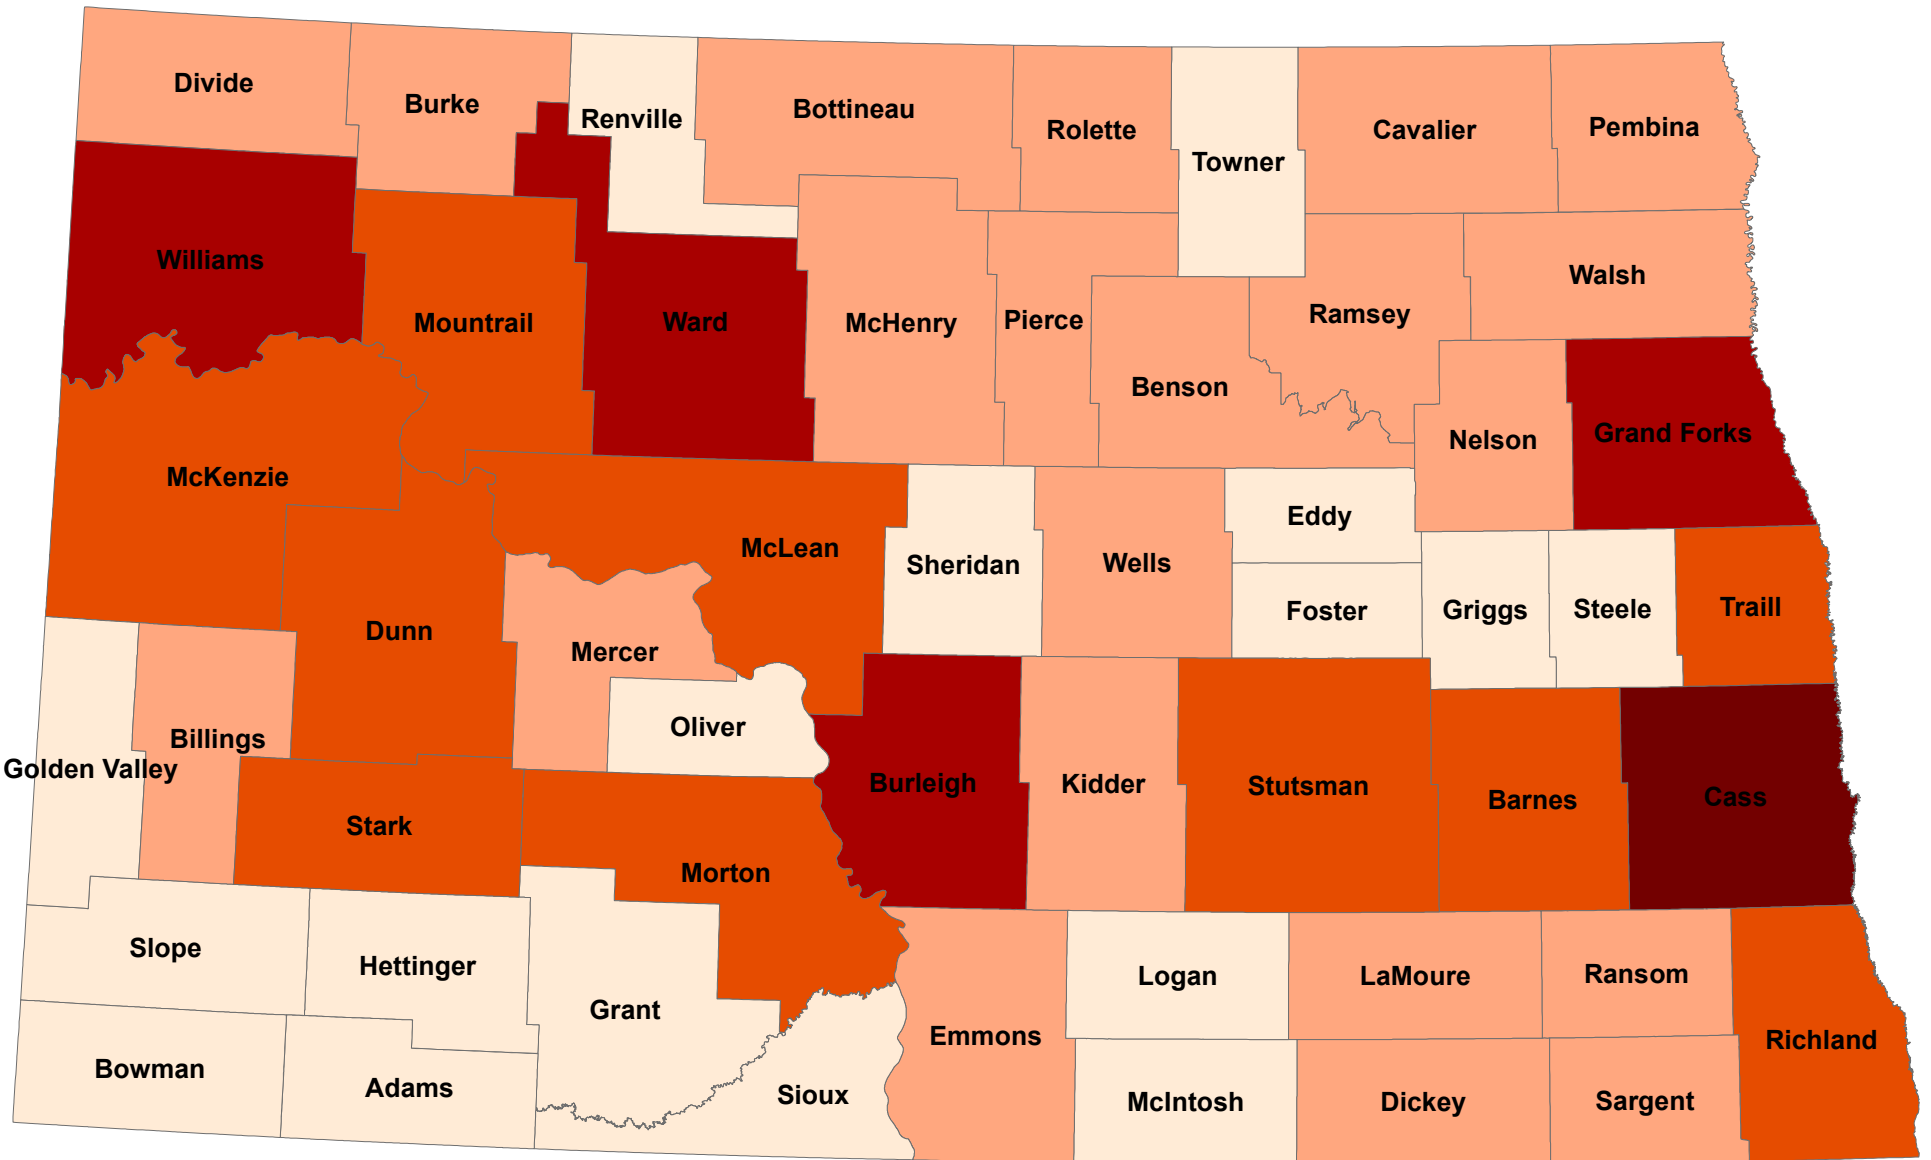 Divide
Burke
Renville
Bottineau
Rolette
Towner
Cavalier
Pembina
Williams
Mountrail
Ward
McHenry
Pierce
Benson
Ramsey
Walsh
Nelson
Grand Forks
McKenzie
Dunn
McLean
Sheridan
Wells
Eddy
Foster
Griggs
Steele
Traill
Mercer
Oliver
Billings
Golden Valley
Stark
Morton
Burleigh
Kidder
Stutsman
Barnes
Cass
Slope
Hettinger
Grant
Bowman
Adams
Sioux
Emmons
Logan
McIntosh
LaMoure
Dickey
Ransom
Sargent
Richland